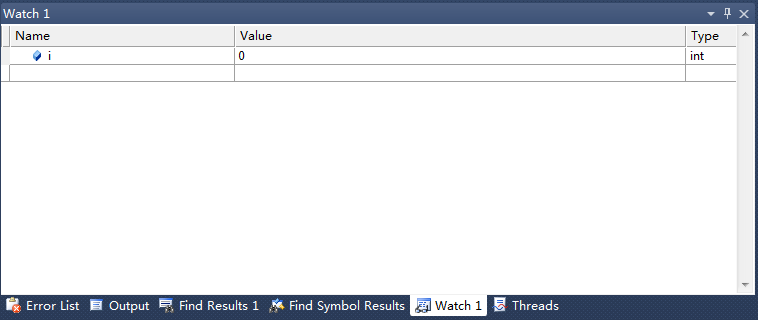 Watch 1
Name Value Type
i 0 int
Error List Output Find Results 1 Find Symbol Results Watch 1 Threads